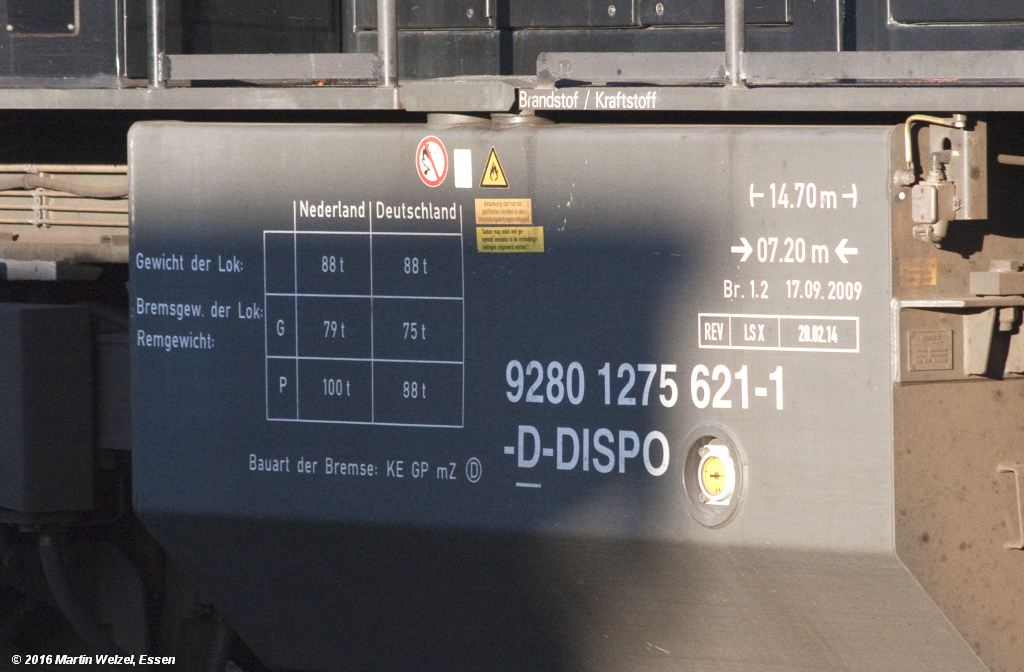 Brandstof / Kraftstoff
Nederland Deutschland
Gewicht der Lok: 88 t 88 t
Bremsgew. der Lok:
Remgewicht:
G 79 t 75 t
P 100 t 88 t
Bauart der Bremse: KE GP mZ D
14.70 m
07.20 m
Br. 1.2 17.09.2009
REV LS X 28.02.14
9280 1275 621-1
-D-DISPO
© 2016 Martin Welzel, Essen